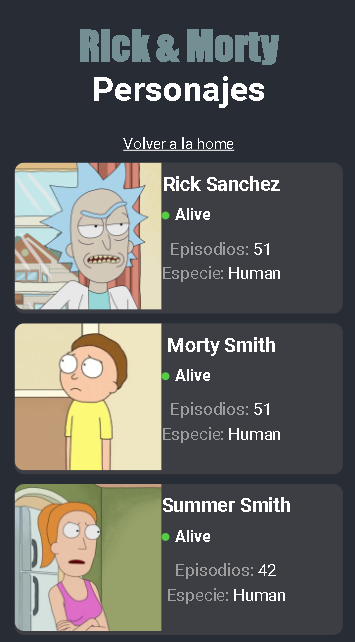 Rick & Morty
Personajes
Volver a la home
Rick Sanchez
Alive
Episodios: 51
Especie: Human
Morty Smith
Alive
Episodios: 51
Especie: Human
Summer Smith
Alive
Episodios: 42
Especie: Human